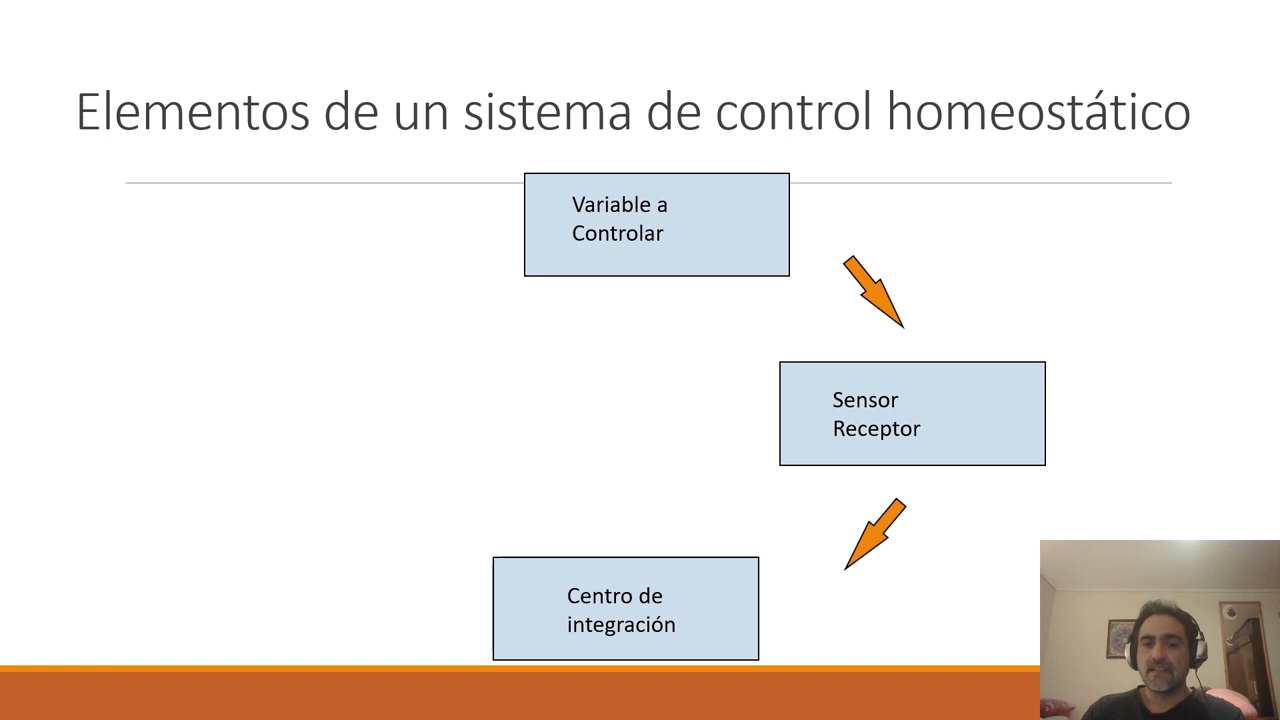 Elementos de un sistema de control homeostático
Variable a
Controlar
Sensor
Receptor
Centro de
integración